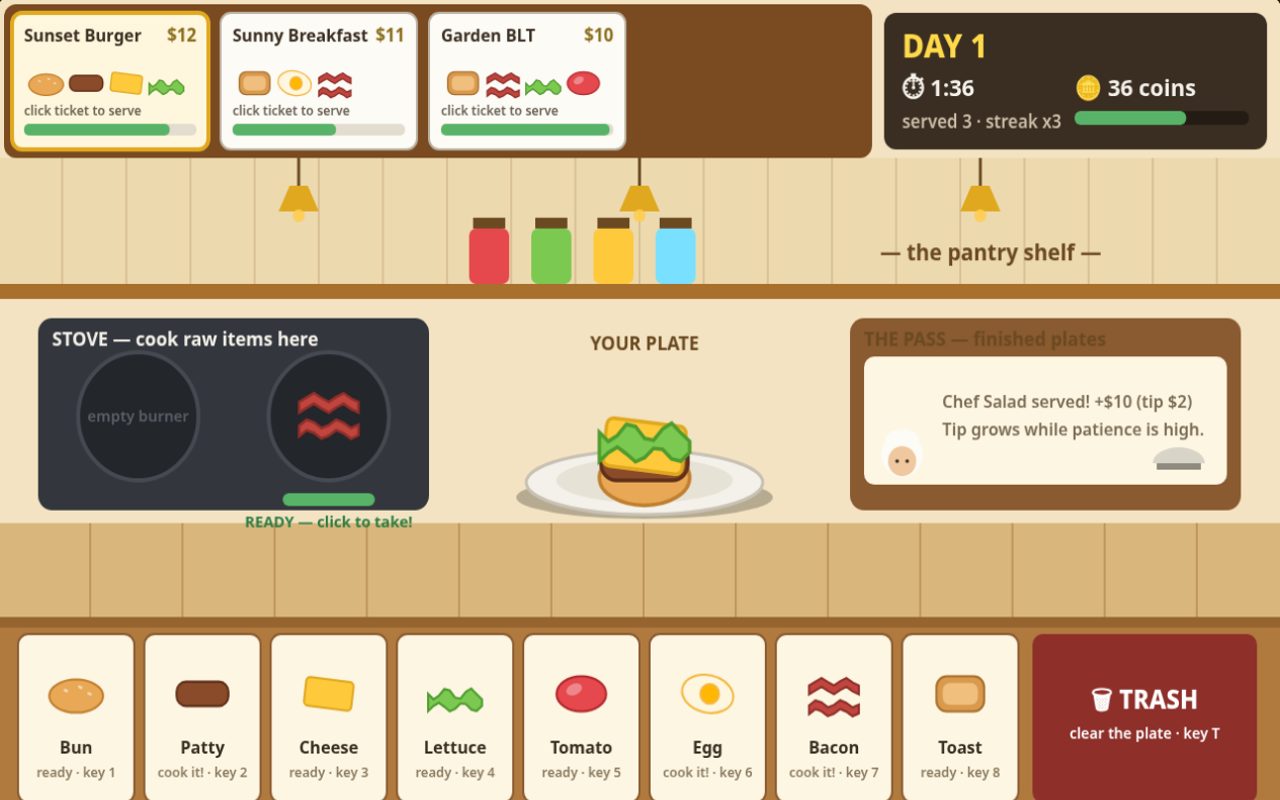 Sunset Burger $12
click ticket to serve
Sunny Breakfast $11
click ticket to serve
Garden BLT $10
click ticket to serve
DAY 1
1:36
36 coins
served 3 · streak x3
— the pantry shelf —
STOVE — cook raw items here
empty burner
READY — click to take!
YOUR PLATE
THE PASS — finished plates
Chef Salad served! +$10 (tip $2)
Tip grows while patience is high.
Bun
ready · key 1
Patty
cook it! · key 2
Cheese
ready · key 3
Lettuce
ready · key 4
Tomato
ready · key 5
Egg
cook it! · key 6
Bacon
cook it! · key 7
Toast
ready · key 8
TRASH
clear the plate · key T